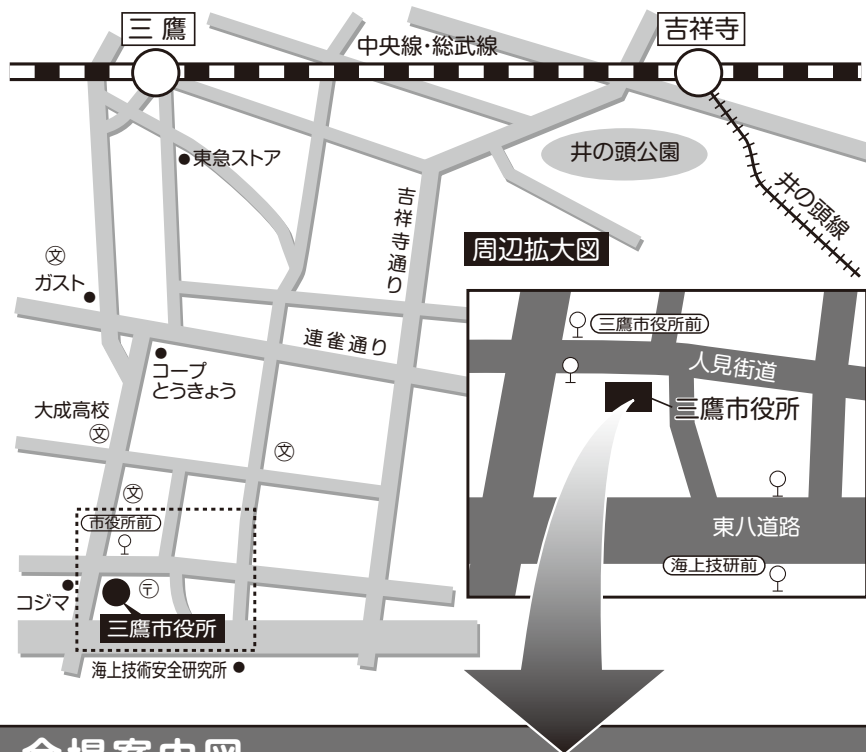 三鷹
吉祥寺
中央線・総武線
東急ストア
井の頭公園
井の頭線
吉祥寺通り
文
ガスト
周辺拡大図
連雀通り
コープ
とうきょう
大成高校
文
文
文
市役所前
〒
コジマ
三鷹市役所
海上技術安全研究所
三鷹市役所前
人見街道
三鷹市役所
東八道路
海上技研前
会場案内図